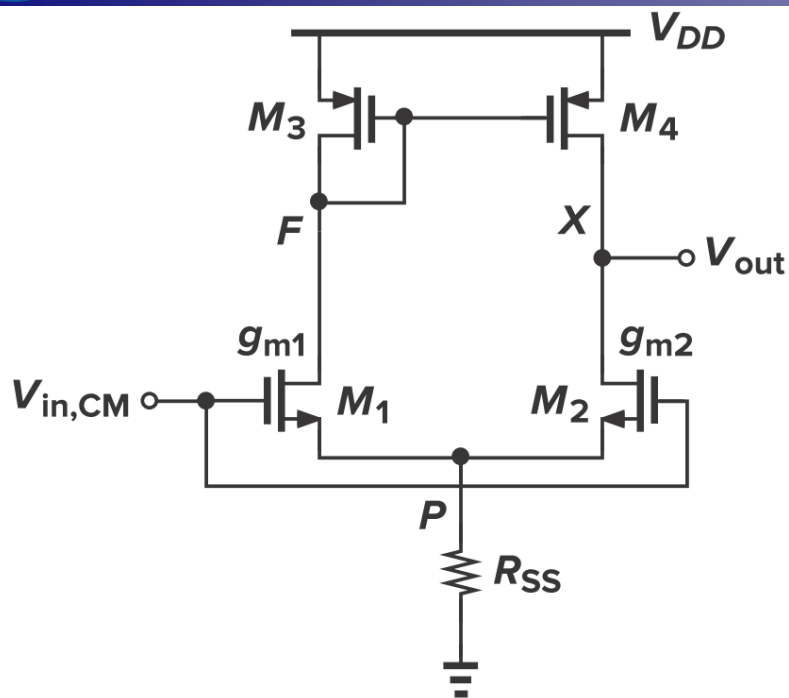 V_DD
M_3
M_4
F
X
V_out
g_m1
g_m2
V_in,CM
M_1
M_2
P
R_SS